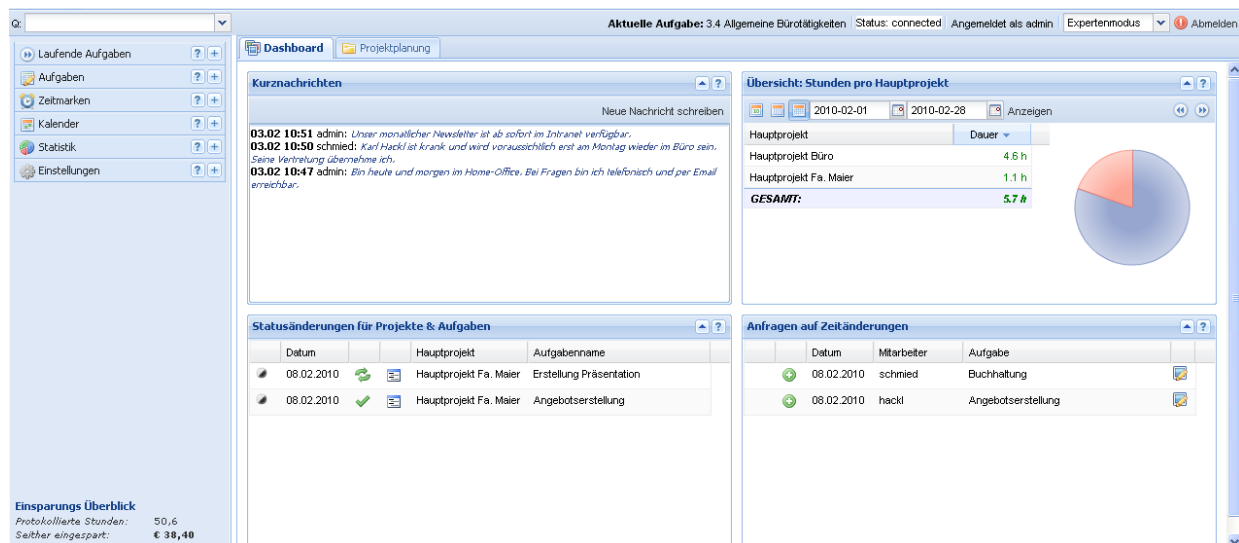 Q:
Aktuelle Aufgabe: 3.4 Allgemeine Bürotätigkeiten Status: connected Angemeldet als admin Expertenmodus Abmelden
Laufende Aufgaben ? +
Aufgaben ? +
Zeitmarken ? +
Kalender ? +
Statistik ? +
Einstellungen ? +
Dashboard Projektplanung
Kurznachrichten ?
Neue Nachricht schreiben
03.02 10:51 admin: Unser monatlicher Newsletter ist ab sofort im Intranet verfügbar.
03.02 10:50 schmied: Karl Hackl ist krank und wird voraussichtlich erst am Montag wieder im Büro sein.
Seine Vertretung übernehme ich.
03.02 10:47 admin: Bin heute und morgen im Home-Office. Bei Fragen bin ich telefonisch und per Email
erreichbar.
Übersicht: Stunden pro Hauptprojekt ?
2010-02-01 2010-02-28 Anzeigen
Hauptprojekt Dauer
Hauptprojekt Büro 4.6 h
Hauptprojekt Fa. Maier 1.1 h
GESAMT: 5.7 h
Statusänderungen für Projekte & Aufgaben ?
Datum Hauptprojekt Aufgabenname
08.02.2010 Hauptprojekt Fa. Maier Erstellung Präsentation
08.02.2010 Hauptprojekt Fa. Maier Angebotserstellung
Anfragen auf Zeitänderungen ?
Datum Mitarbeiter Aufgabe
08.02.2010 schmied Buchhaltung
08.02.2010 hackl Angebotserstellung
Einsparungs Überblick
Protokollierte Stunden: 50,6
Seither eingespart: € 38,40